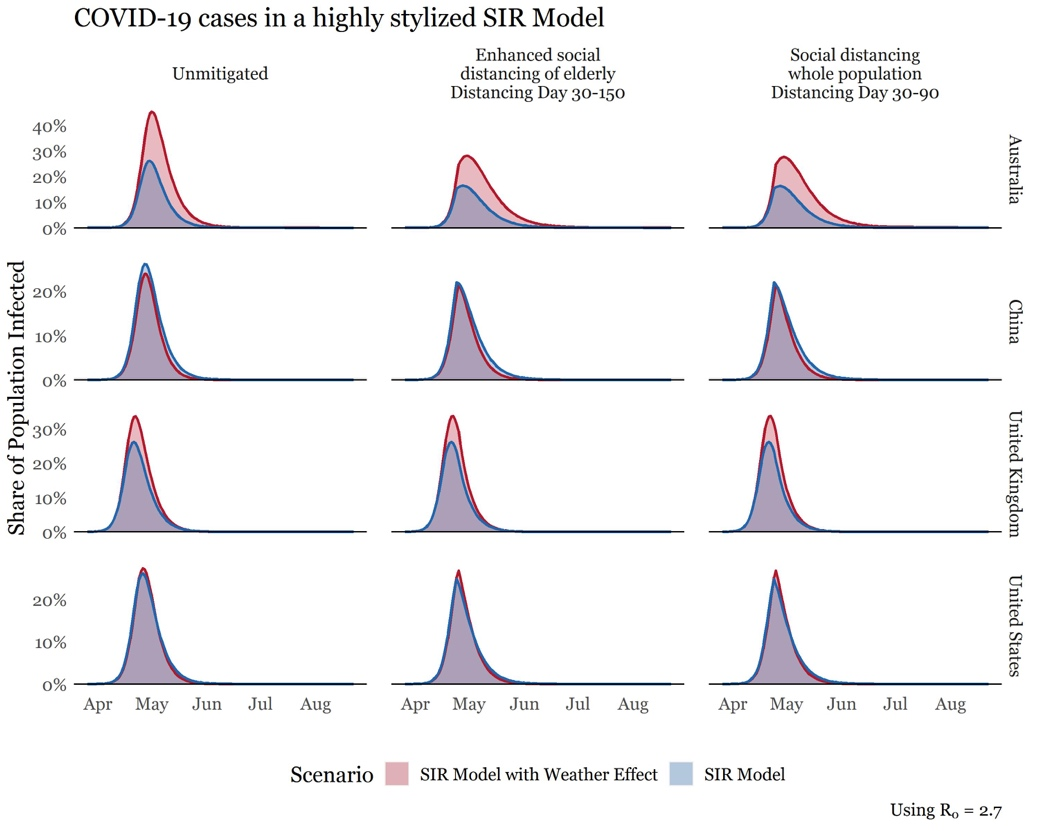 COVID-19 cases in a highly stylized SIR Model
Unmitigated
Enhanced social
distancing of elderly
Distancing Day 30-150
Social distancing
whole population
Distancing Day 30-90
Share of Population Infected
40%
30%
20%
10%
0%
Australia
20%
10%
0%
China
30%
20%
10%
0%
United Kingdom
20%
10%
0%
United States
Apr May Jun Jul Aug
Apr May Jun Jul Aug
Apr May Jun Jul Aug
Scenario SIR Model with Weather Effect SIR Model
Using R₀ = 2.7